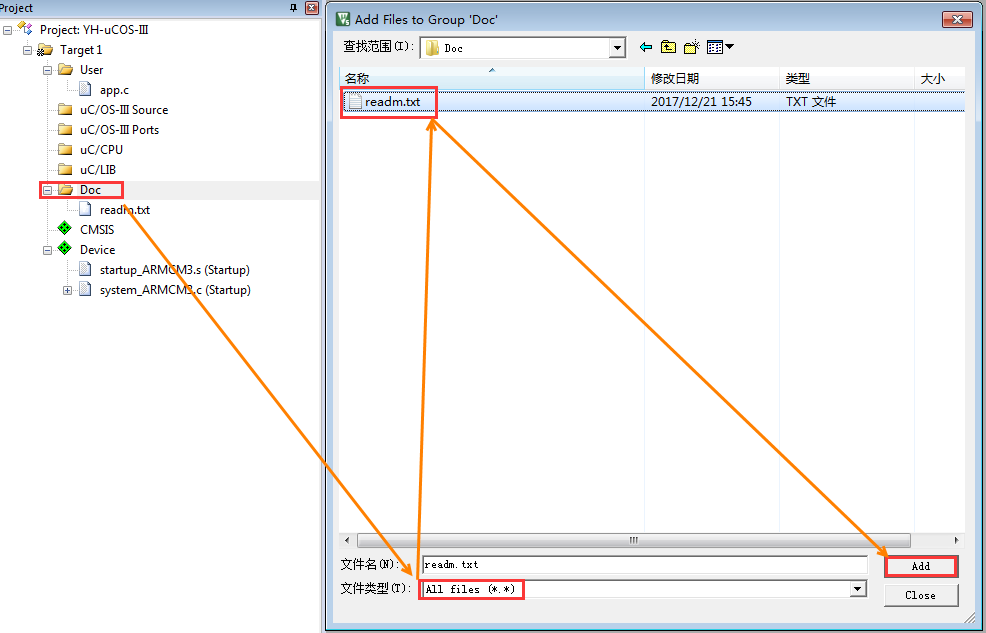 Project
Project: YH-uCOS-III
Target 1
User
app.c
uC/OS-III Source
uC/OS-III Ports
uC/CPU
uC/LIB
Doc
readm.txt
CMSIS
Device
startup_ARMCM3.s (Startup)
system_ARMCM3.c (Startup)
Add Files to Group 'Doc'
查找范围(I): Doc
名称 修改日期 类型 大小
readm.txt 2017/12/21 15:45 TXT 文件
文件名(N): readm.txt Add
文件类型(T): All files (*.*) Close